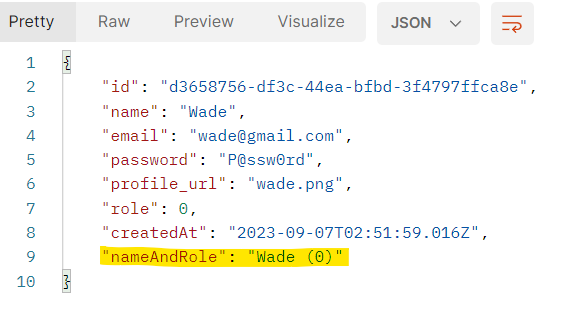 Pretty Raw Preview Visualize JSON
1 {
2 "id": "d3658756-df3c-44ea-bfbd-3f4797ffca8e",
3 "name": "Wade",
4 "email": "wade@gmail.com",
5 "password": "P@ssw0rd",
6 "profile_url": "wade.png",
7 "role": 0,
8 "createdAt": "2023-09-07T02:51:59.016Z",
9 "nameAndRole": "Wade (0)"
10 }